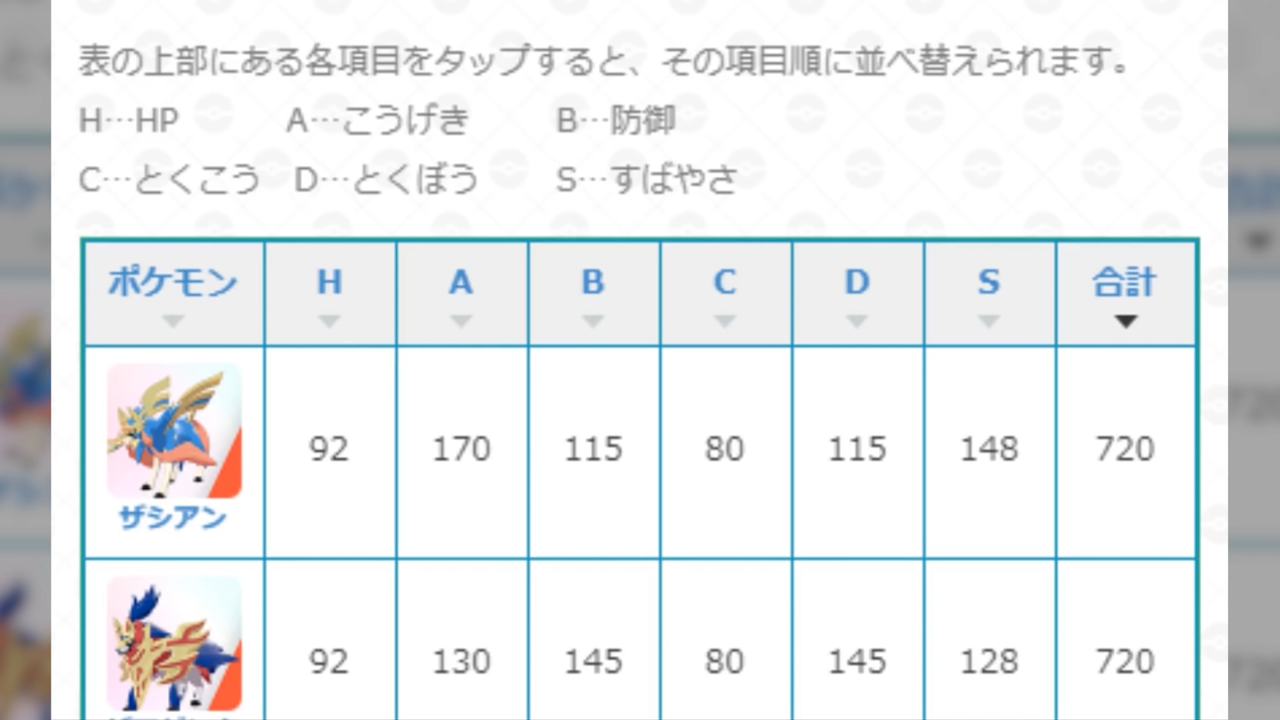 表の上部にある各項目をタップすると、その項目順に並べ替えられます。
H…HP A…こうげき B…防御
C…とくこう D…とくぼう S…すばやさ
ポケモン H A B C D S 合計
92 170 115 80 115 148 720
ザシアン
92 130 145 80 145 128 720